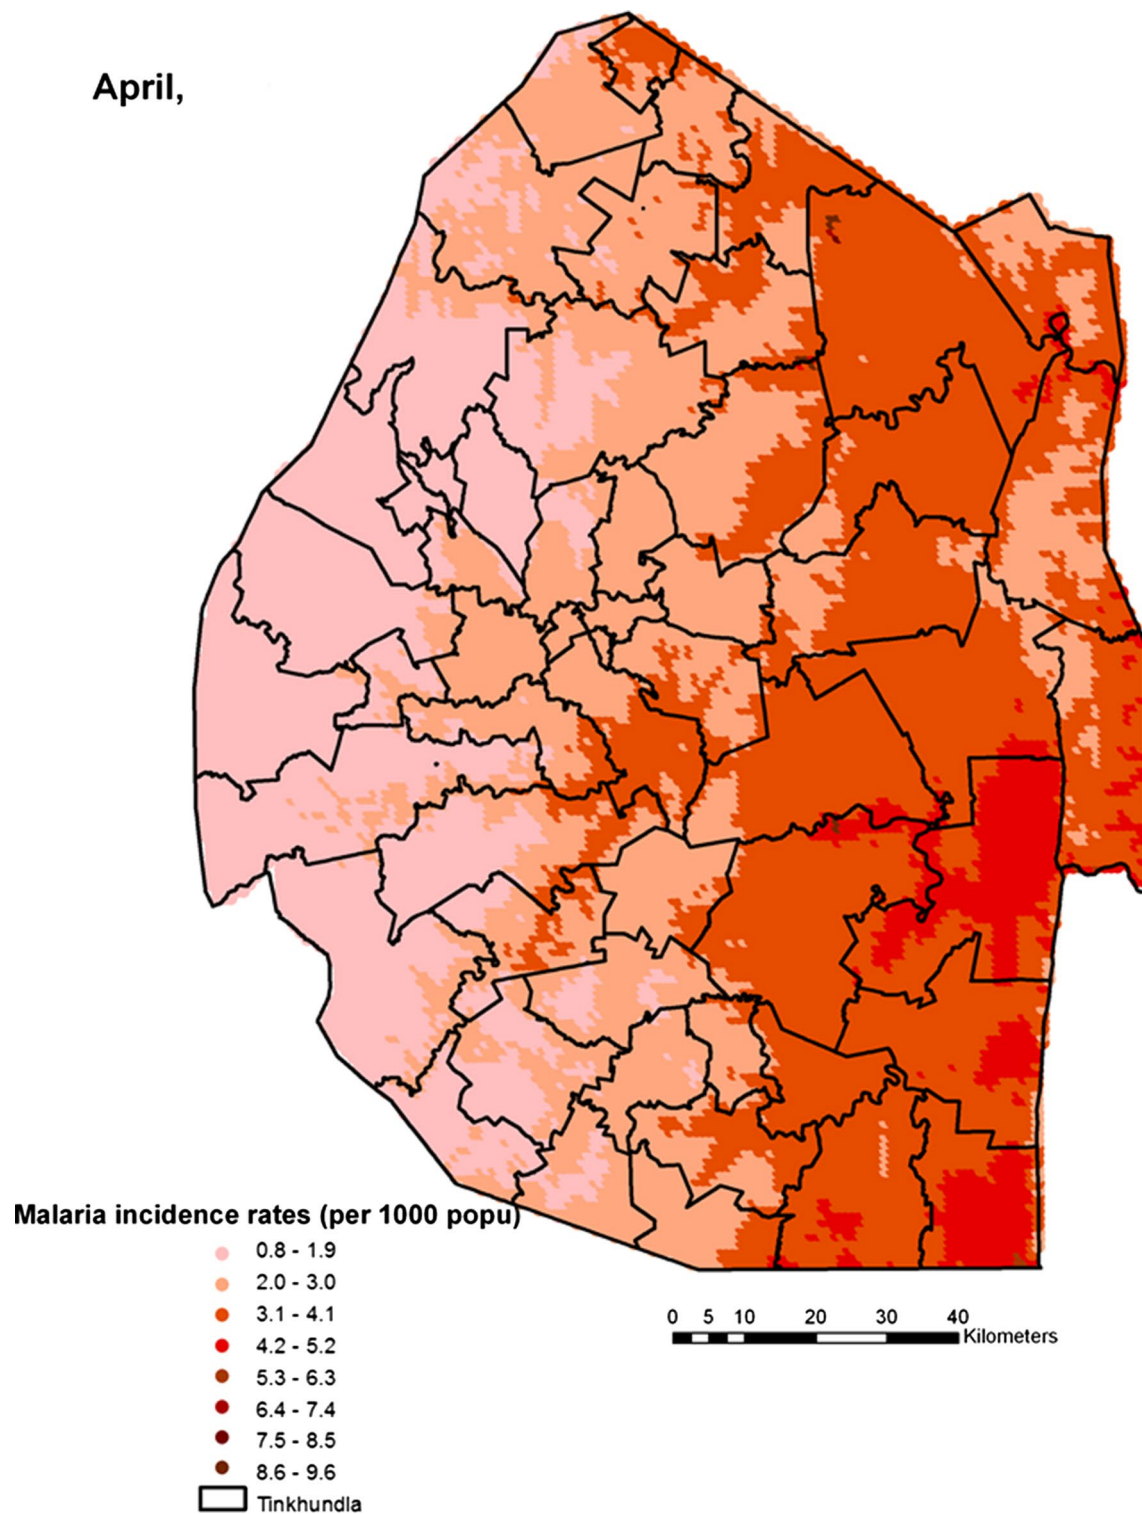 April,
Malaria incidence rates (per 1000 popu)
0.8 - 1.9
2.0 - 3.0
3.1 - 4.1
4.2 - 5.2
5.3 - 6.3
6.4 - 7.4
7.5 - 8.5
8.6 - 9.6
Tinkhundla
0 5 10 20 30 40
Kilometers